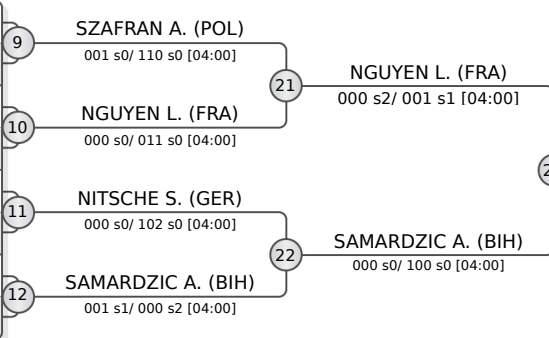 SZAFRAN A. (POL)
9
001 s0/ 110 s0 [04:00]
21
NGUYEN L. (FRA)
000 s2/ 001 s1 [04:00]
NGUYEN L. (FRA)
10
000 s0/ 011 s0 [04:00]
NITSCHE S. (GER)
11
000 s0/ 102 s0 [04:00]
22
SAMARDZIC A. (BIH)
000 s0/ 100 s0 [04:00]
SAMARDZIC A. (BIH)
12
001 s1/ 000 s2 [04:00]